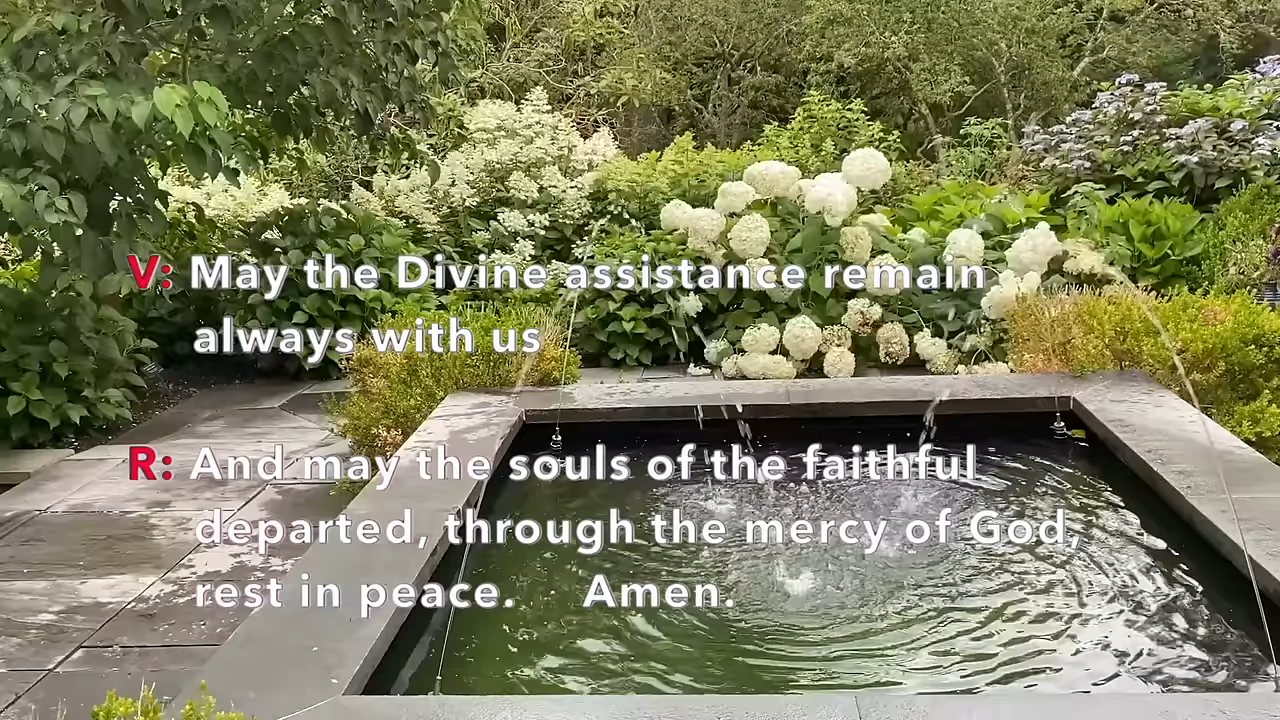 V: May the Divine assistance remain
always with us
R: And may the souls of the faithful
departed, through the mercy of God,
rest in peace. Amen.